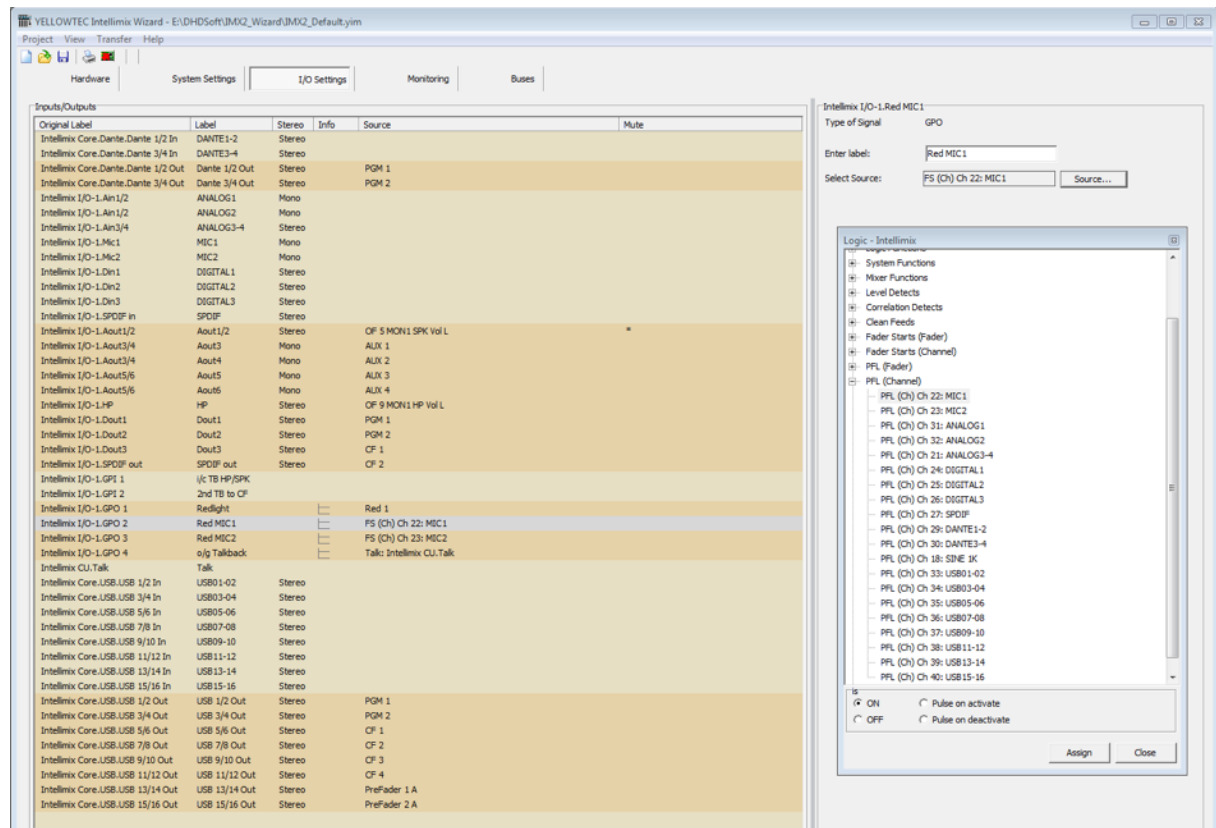 YELLOWTEC Intellimix Wizard - E:\DHDSoft\IMX2_Wizard\IMX2_Default.yim
Project View Transfer Help
Hardware System Settings I/O Settings Monitoring Buses
Inputs/Outputs
Original Label Label Stereo Info Source Mute
Intellimix Core.Dante.Dante 1/2 In DANTE1-2 Stereo
Intellimix Core.Dante.Dante 3/4 In DANTE3-4 Stereo
Intellimix Core.Dante.Dante 1/2 Out Dante 1/2 Out Stereo PGM 1
Intellimix Core.Dante.Dante 3/4 Out Dante 3/4 Out Stereo PGM 2
Intellimix I/O-1.Ain1/2 ANALOG1 Mono
Intellimix I/O-1.Ain1/2 ANALOG2 Mono
Intellimix I/O-1.Ain3/4 ANALOG3-4 Stereo
Intellimix I/O-1.Mic1 MIC1 Mono
Intellimix I/O-1.Mic2 MIC2 Mono
Intellimix I/O-1.Din1 DIGITAL1 Stereo
Intellimix I/O-1.Din2 DIGITAL2 Stereo
Intellimix I/O-1.Din3 DIGITAL3 Stereo
Intellimix I/O-1.SPDIF in SPDIF Stereo
Intellimix I/O-1.Aout1/2 Aout1/2 Stereo OF 5 MON1 SPK Vol L *
Intellimix I/O-1.Aout3/4 Aout3 Mono AUX 1
Intellimix I/O-1.Aout3/4 Aout4 Mono AUX 2
Intellimix I/O-1.Aout5/6 Aout5 Mono AUX 3
Intellimix I/O-1.Aout5/6 Aout6 Mono AUX 4
Intellimix I/O-1.HP HP Stereo OF 9 MON1 HP Vol L
Intellimix I/O-1.Dout1 Dout1 Stereo PGM 1
Intellimix I/O-1.Dout2 Dout2 Stereo PGM 2
Intellimix I/O-1.Dout3 Dout3 Stereo CF 1
Intellimix I/O-1.SPDIF out SPDIF out Stereo CF 2
Intellimix I/O-1.GPI 1 i/c TB HP/SPK
Intellimix I/O-1.GPI 2 2nd TB to CF
Intellimix I/O-1.GPO 1 Redlight Red 1
Intellimix I/O-1.GPO 2 Red MIC1 FS (Ch) Ch 22: MIC1
Intellimix I/O-1.GPO 3 Red MIC2 FS (Ch) Ch 23: MIC2
Intellimix I/O-1.GPO 4 o/g Talkback Talk: Intellimix CU.Talk
Intellimix CU.Talk Talk
Intellimix Core.USB.USB 1/2 In USB01-02 Stereo
Intellimix Core.USB.USB 3/4 In USB03-04 Stereo
Intellimix Core.USB.USB 5/6 In USB05-06 Stereo
Intellimix Core.USB.USB 7/8 In USB07-08 Stereo
Intellimix Core.USB.USB 9/10 In USB09-10 Stereo
Intellimix Core.USB.USB 11/12 In USB11-12 Stereo
Intellimix Core.USB.USB 13/14 In USB13-14 Stereo
Intellimix Core.USB.USB 15/16 In USB15-16 Stereo
Intellimix Core.USB.USB 1/2 Out USB 1/2 Out Stereo PGM 1
Intellimix Core.USB.USB 3/4 Out USB 3/4 Out Stereo PGM 2
Intellimix Core.USB.USB 5/6 Out USB 5/6 Out Stereo CF 1
Intellimix Core.USB.USB 7/8 Out USB 7/8 Out Stereo CF 2
Intellimix Core.USB.USB 9/10 Out USB 9/10 Out Stereo CF 3
Intellimix Core.USB.USB 11/12 Out USB 11/12 Out Stereo CF 4
Intellimix Core.USB.USB 13/14 Out USB 13/14 Out Stereo PreFader 1 A
Intellimix Core.USB.USB 15/16 Out USB 15/16 Out Stereo PreFader 2 A
Intellimix I/O-1.Red MIC1
Type of Signal GPO
Enter label: Red MIC1
Select Source: FS (Ch) Ch 22: MIC1 Source...
Logic - Intellimix
Logic Functions
System Functions
Mixer Functions
Level Detects
Correlation Detects
Clean Feeds
Fader Starts (Fader)
Fader Starts (Channel)
PFL (Fader)
PFL (Channel)
PFL (Ch) Ch 22: MIC1
PFL (Ch) Ch 23: MIC2
PFL (Ch) Ch 31: ANALOG1
PFL (Ch) Ch 32: ANALOG2
PFL (Ch) Ch 21: ANALOG3-4
PFL (Ch) Ch 24: DIGITAL1
PFL (Ch) Ch 25: DIGITAL2
PFL (Ch) Ch 26: DIGITAL3
PFL (Ch) Ch 27: SPDIF
PFL (Ch) Ch 29: DANTE1-2
PFL (Ch) Ch 30: DANTE3-4
PFL (Ch) Ch 18: SINE 1K
PFL (Ch) Ch 33: USB01-02
PFL (Ch) Ch 34: USB03-04
PFL (Ch) Ch 35: USB05-06
PFL (Ch) Ch 36: USB07-08
PFL (Ch) Ch 37: USB09-10
PFL (Ch) Ch 38: USB11-12
PFL (Ch) Ch 39: USB13-14
PFL (Ch) Ch 40: USB15-16
is
ON Pulse on activate
OFF Pulse on deactivate
Assign Close